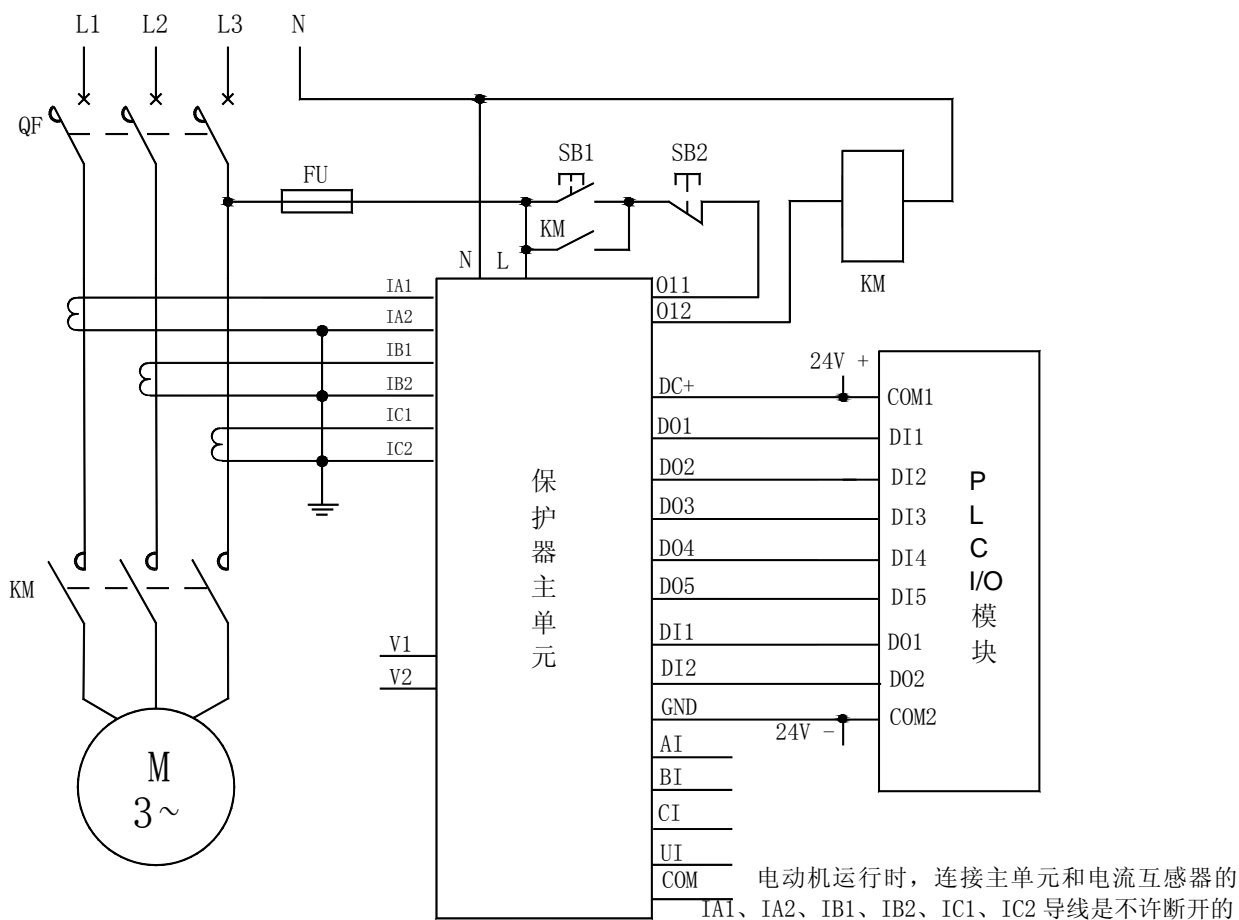 L1 L2 L3 N
QF
FU
SB1 SB2
KM
N L
KM
IA1
IA2
IB1
IB2
IC1
IC2
O11
O12
24V +
DC+
DO1
DO2
DO3
DO4
DO5
DI1
DI2
GND
24V -
AI
BI
CI
UI
COM
COM1
DI1
DI2
DI3
DI4
DI5
DO1
DO2
COM2
P
L
C
I/O
模
块
保
护
器
主
单
元
KM
V1
V2
M
3~
电动机运行时，连接主单元和电流互感器的
IA1、IA2、IB1、IB2、IC1、IC2 导线是不许断开的